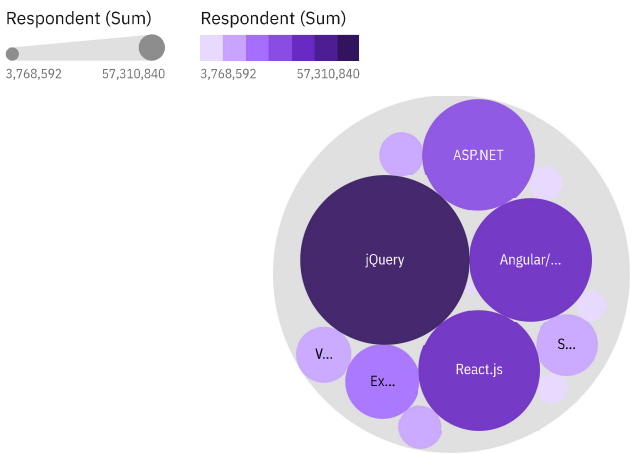 Respondent (Sum)
3,768,592 57,310,840
Respondent (Sum)
3,768,592 57,310,840
ASP.NET
jQuery
Angular/...
V...
Ex...
React.js
S...